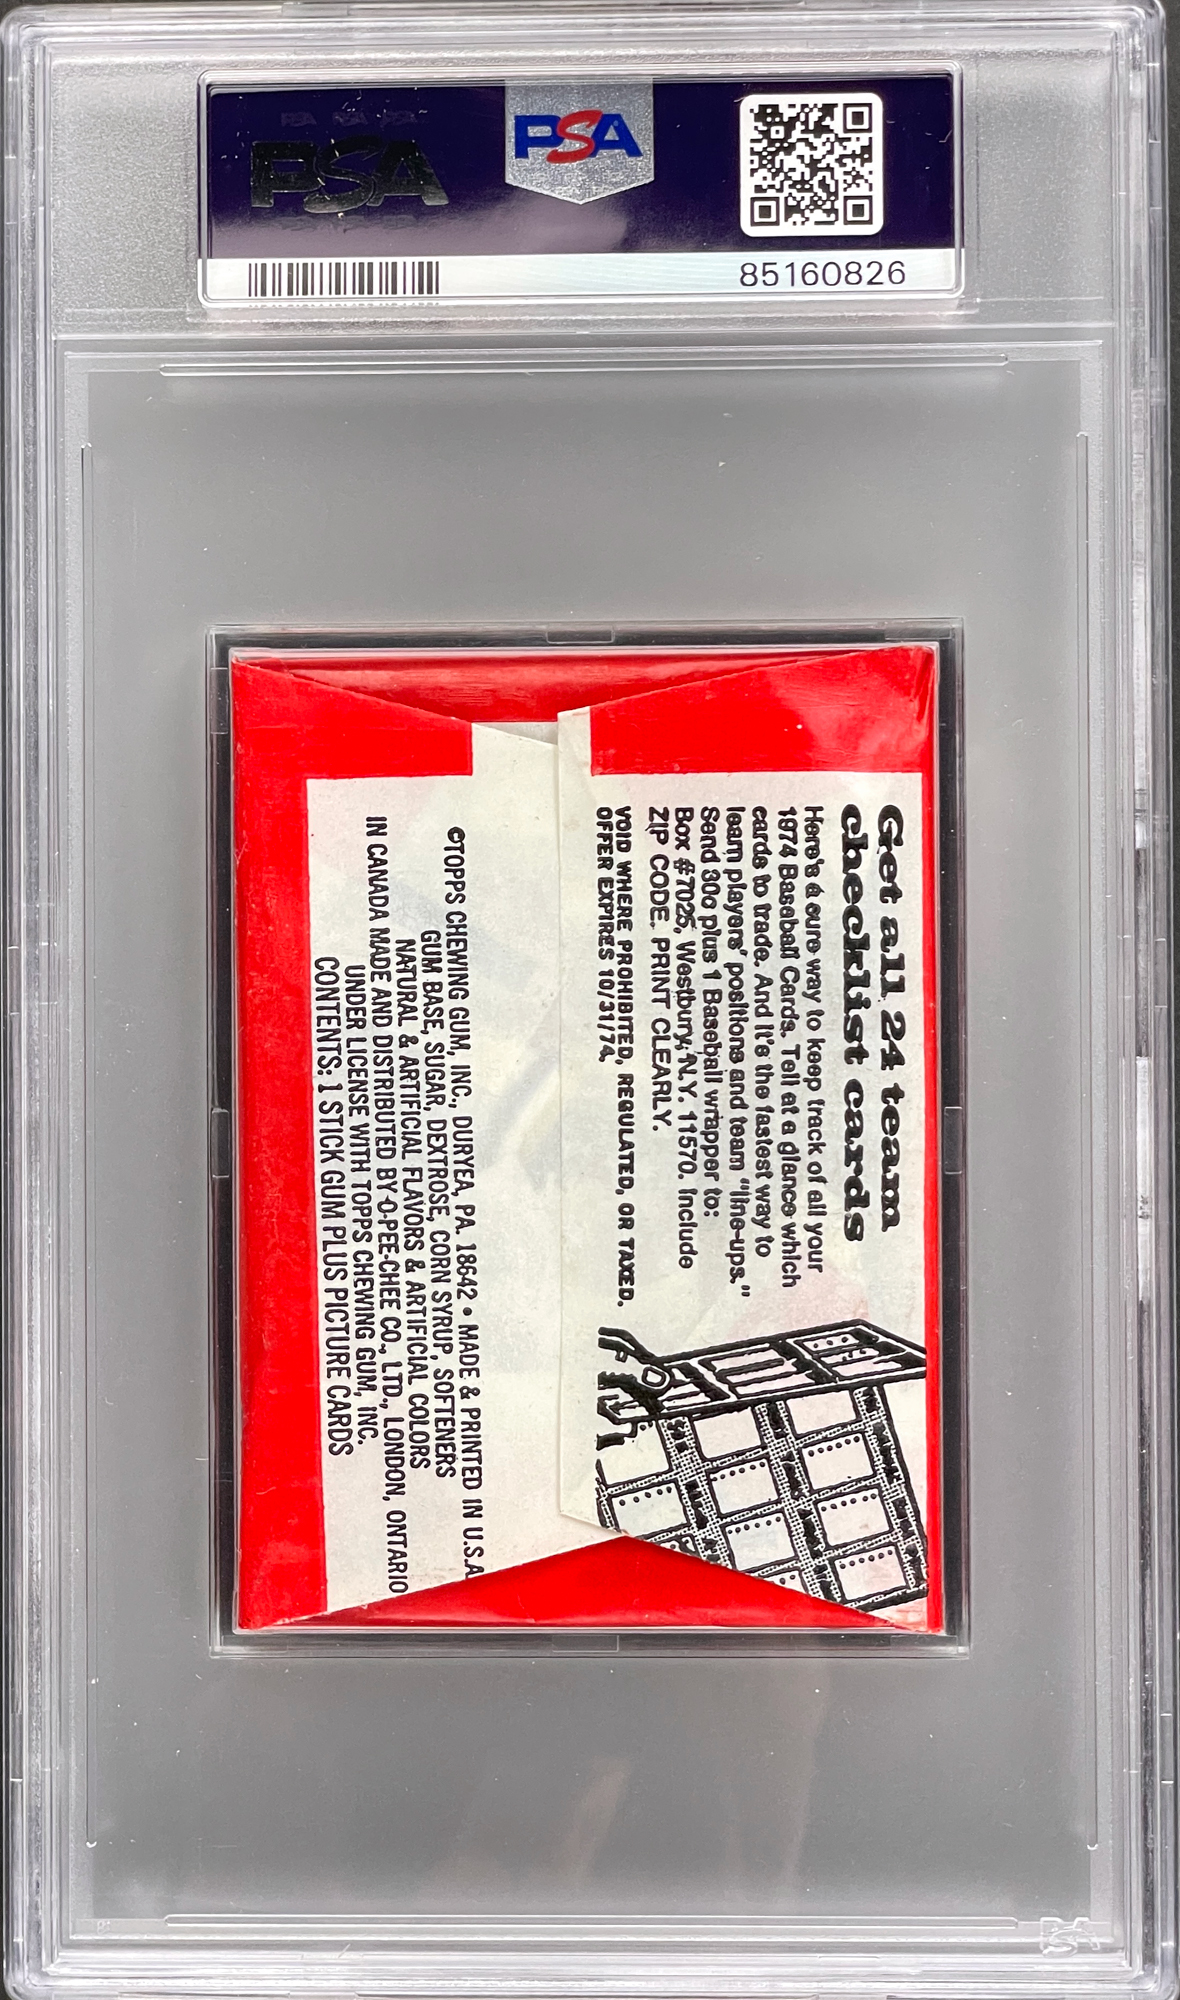 PSA
PSA
85160826
Get all 24 team
checklist cards
Here's a sure way to keep track of all your
1974 Baseball Cards. Tell at a glance which
cards to trade. And it's the fastest way to
team players' positions and team "line-ups."
Send 30¢ plus 1 Baseball wrapper to:
Box #7025, Westbury, N.Y. 11570. Include
ZIP CODE. PRINT CLEARLY.
VOID WHERE PROHIBITED, REGULATED, OR TAXED.
OFFER EXPIRES 10/31/74.
©TOPPS CHEWING GUM, INC., DURYEA, PA. 18642 • MADE & PRINTED IN U.S.A
GUM BASE, SUGAR, DEXTROSE, CORN SYRUP, SOFTENERS
NATURAL & ARTIFICIAL FLAVORS & ARTIFICIAL COLORS
IN CANADA MADE AND DISTRIBUTED BY O-PEE-CHEE CO., LTD., LONDON, ONTARIO
UNDER LICENSE WITH TOPPS CHEWING GUM, INC.
CONTENTS: 1 STICK GUM PLUS PICTURE CARDS
PSA